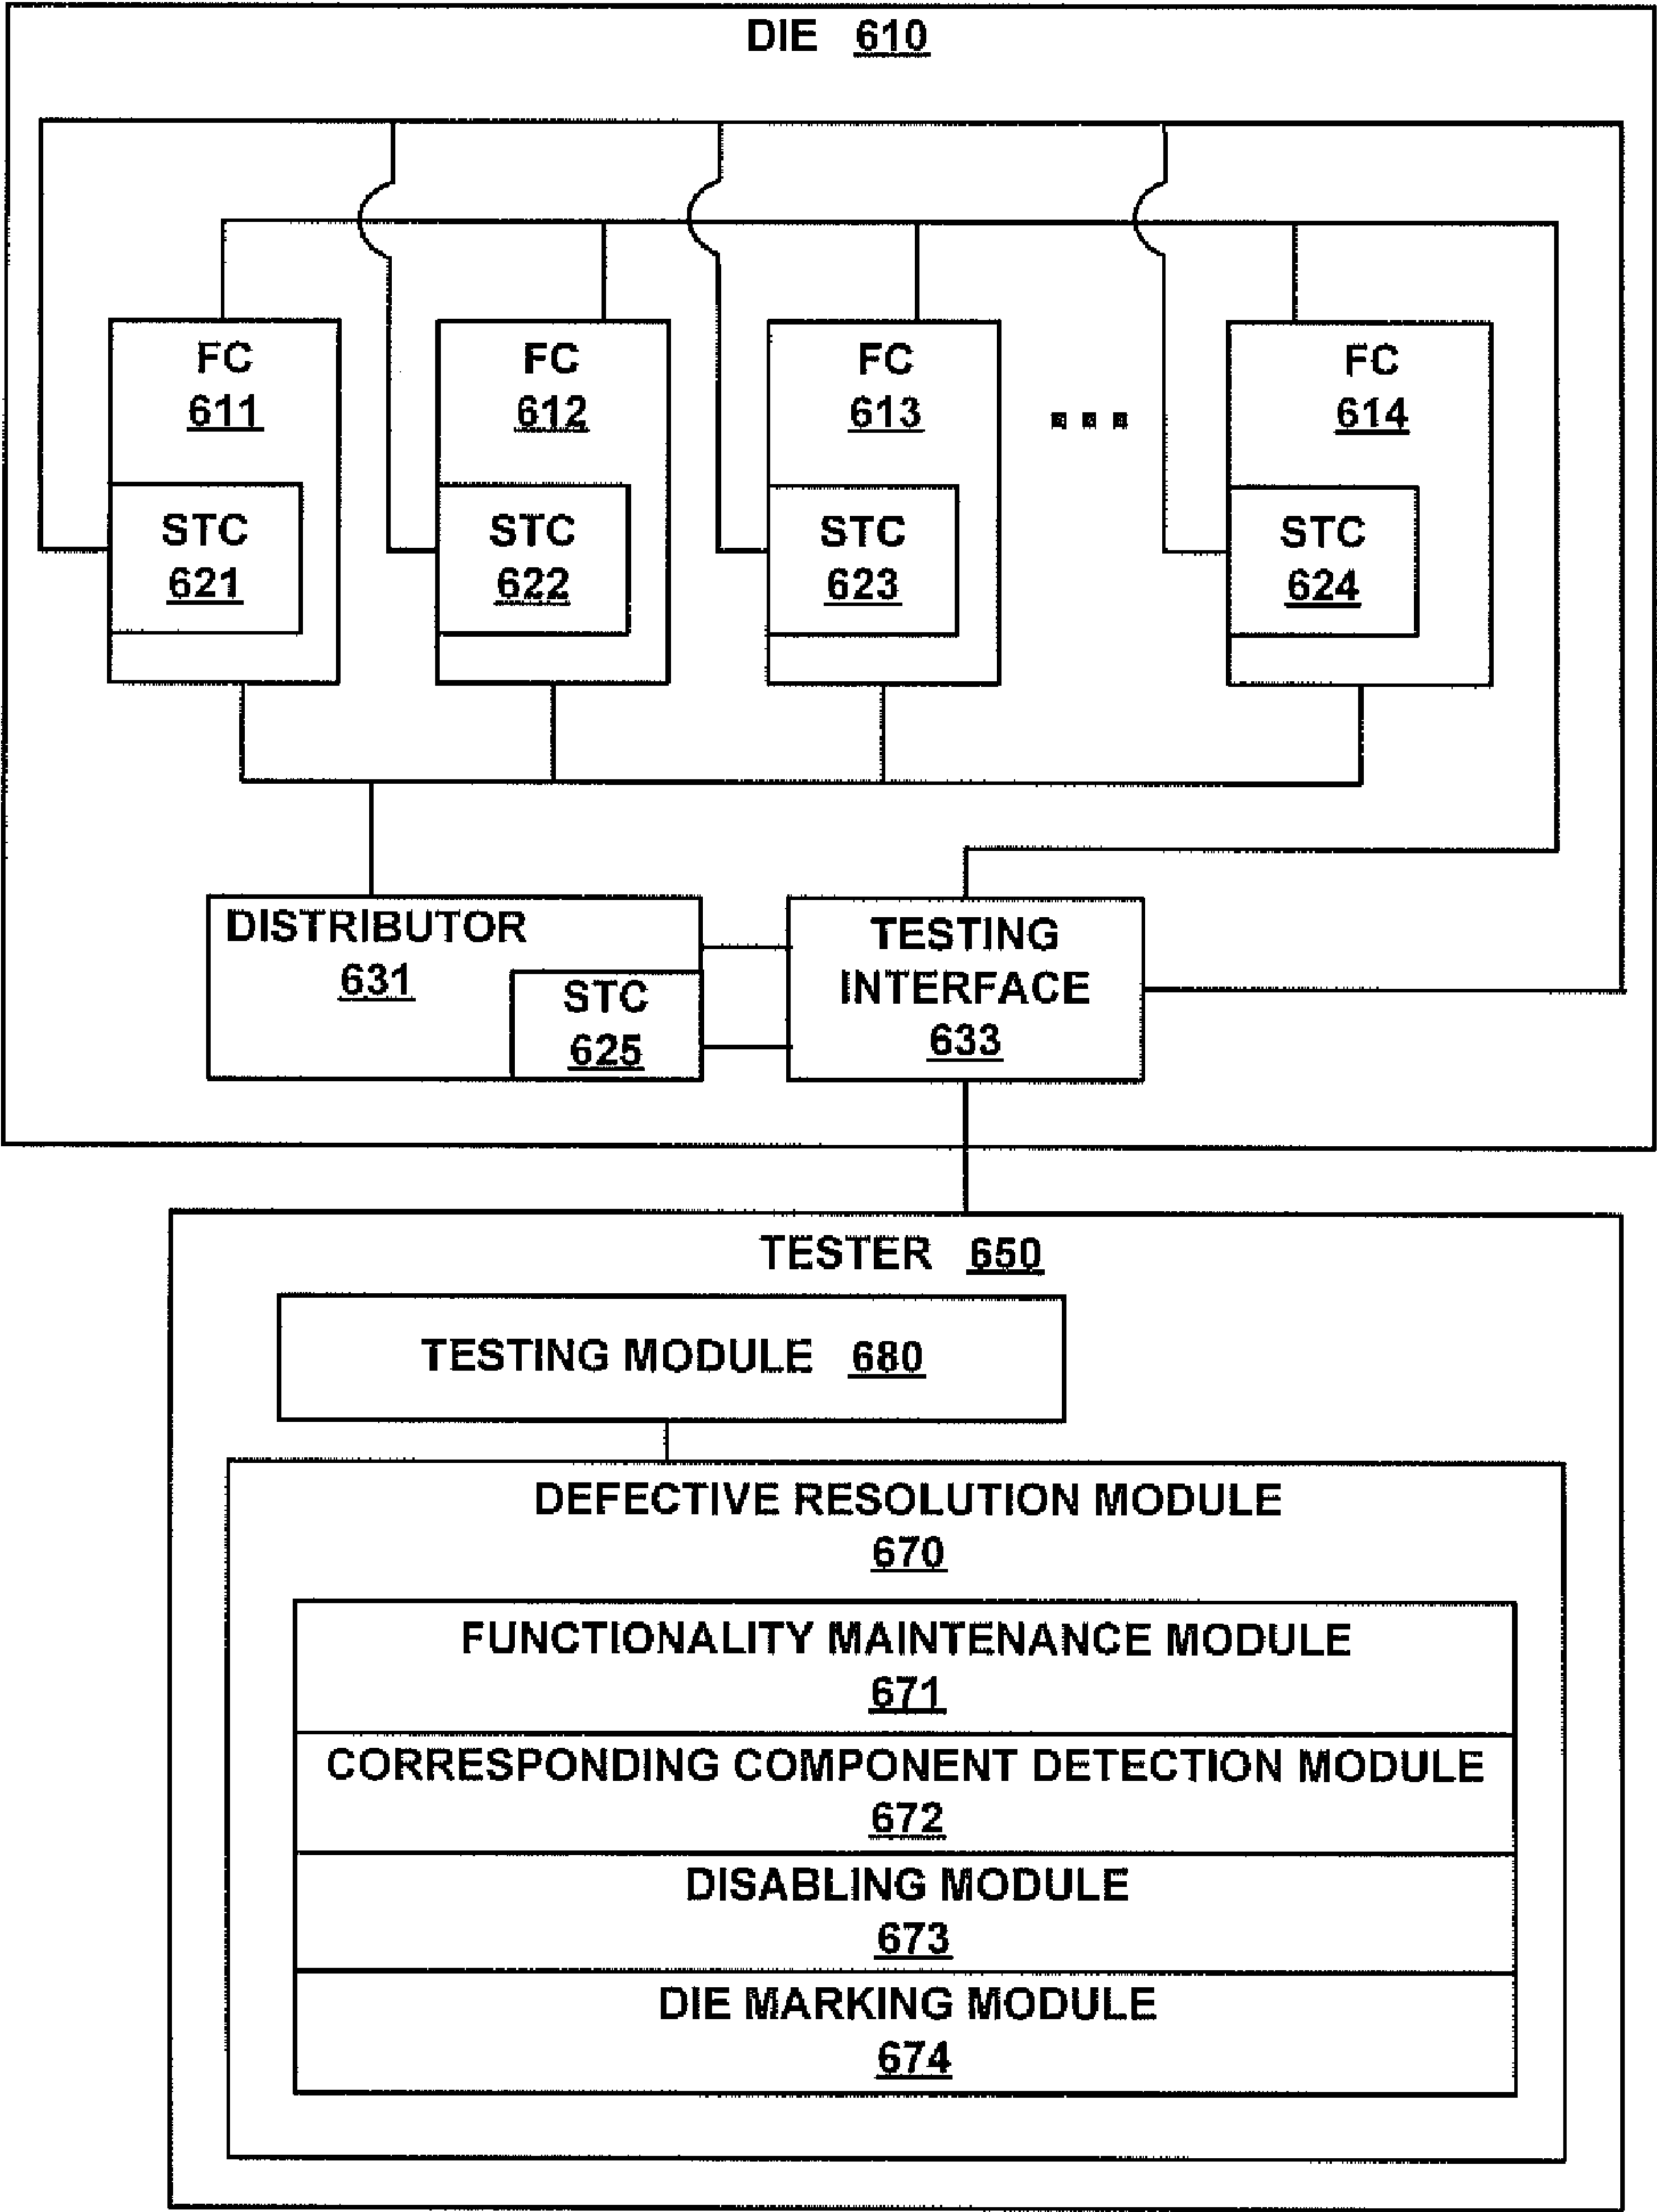 DIE 610
FC
611
FC
612
FC
613
FC
614
STC
621
STC
622
STC
623
STC
624
DISTRIBUTOR
631
STC
625
TESTING
INTERFACE
633
TESTER 650
TESTING MODULE 680
DEFECTIVE RESOLUTION MODULE
670
FUNCTIONALITY MAINTENANCE MODULE
671
CORRESPONDING COMPONENT DETECTION MODULE
672
DISABLING MODULE
673
DIE MARKING MODULE
674